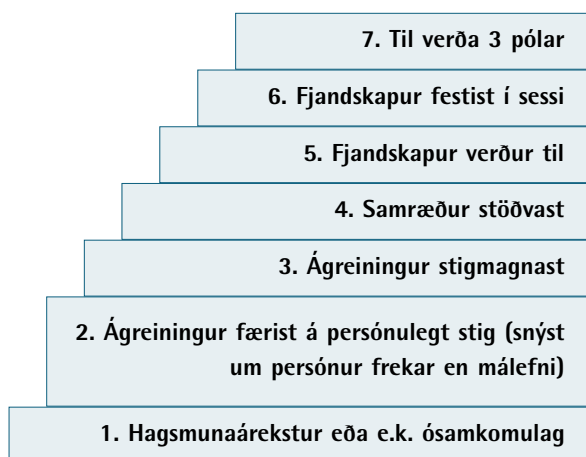 7. Til verða 3 pólar
6. Fjandskapur festist í sessi
5. Fjandskapur verður til
4. Samræður stöðvast
3. Ágreiningur stigmagnast
2. Ágreiningur færist á persónulegt stig (snýst
um persónur frekar en málefni)
1. Hagsmunaárekstur eða e.k. ósamkomulag